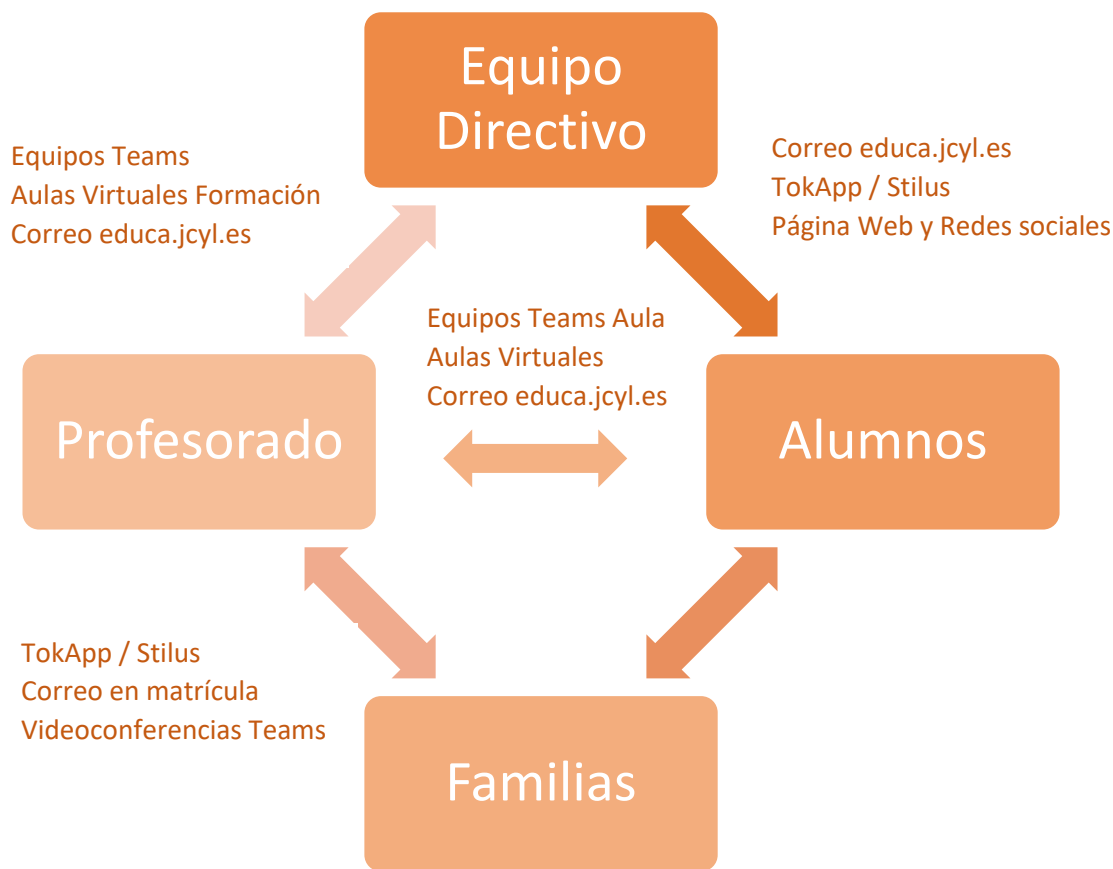 Equipo
Directivo
Equipos Teams
Aulas Virtuales Formación
Correo educa.jcyl.es
Correo educa.jcyl.es
TokApp / Stilus
Página Web y Redes sociales
Equipos Teams Aula
Aulas Virtuales
Correo educa.jcyl.es
Profesorado
Alumnos
TokApp / Stilus
Correo en matrícula
Videoconferencias Teams
Familias